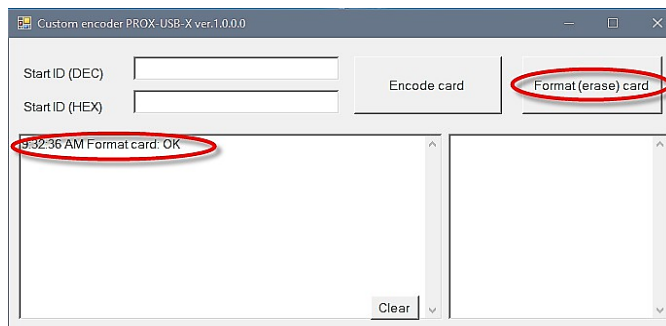 Custom encoder PROX-USB-X ver.1.0.0.0
Start ID (DEC)
Encode card
Format (erase) card
Start ID (HEX)
9:32:36 AM Format card: OK
Clear